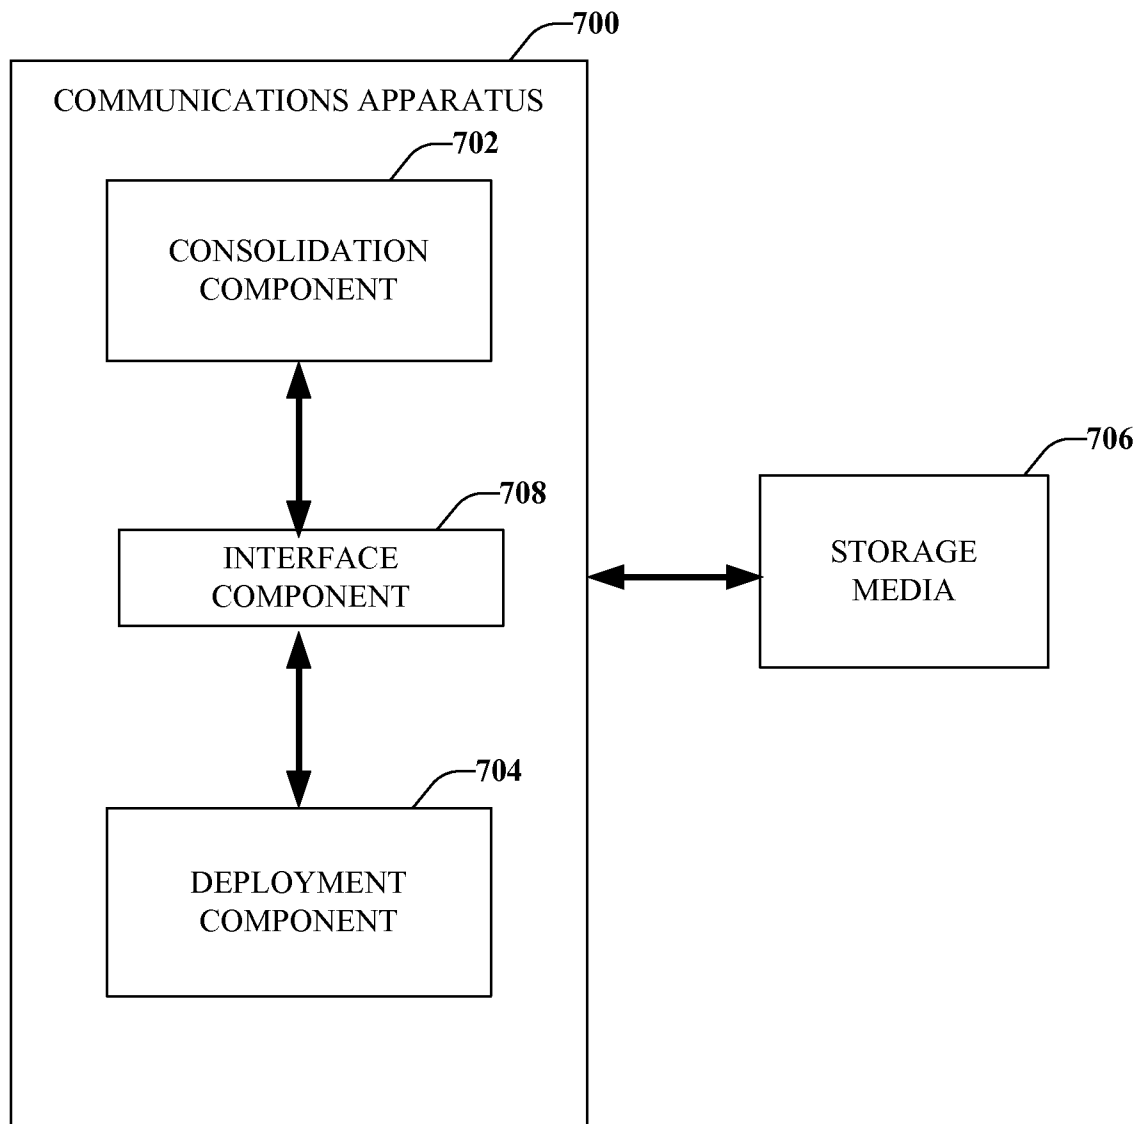 700
COMMUNICATIONS APPARATUS
702
CONSOLIDATION
COMPONENT
708
INTERFACE
COMPONENT
706
STORAGE
MEDIA
704
DEPLOYMENT
COMPONENT